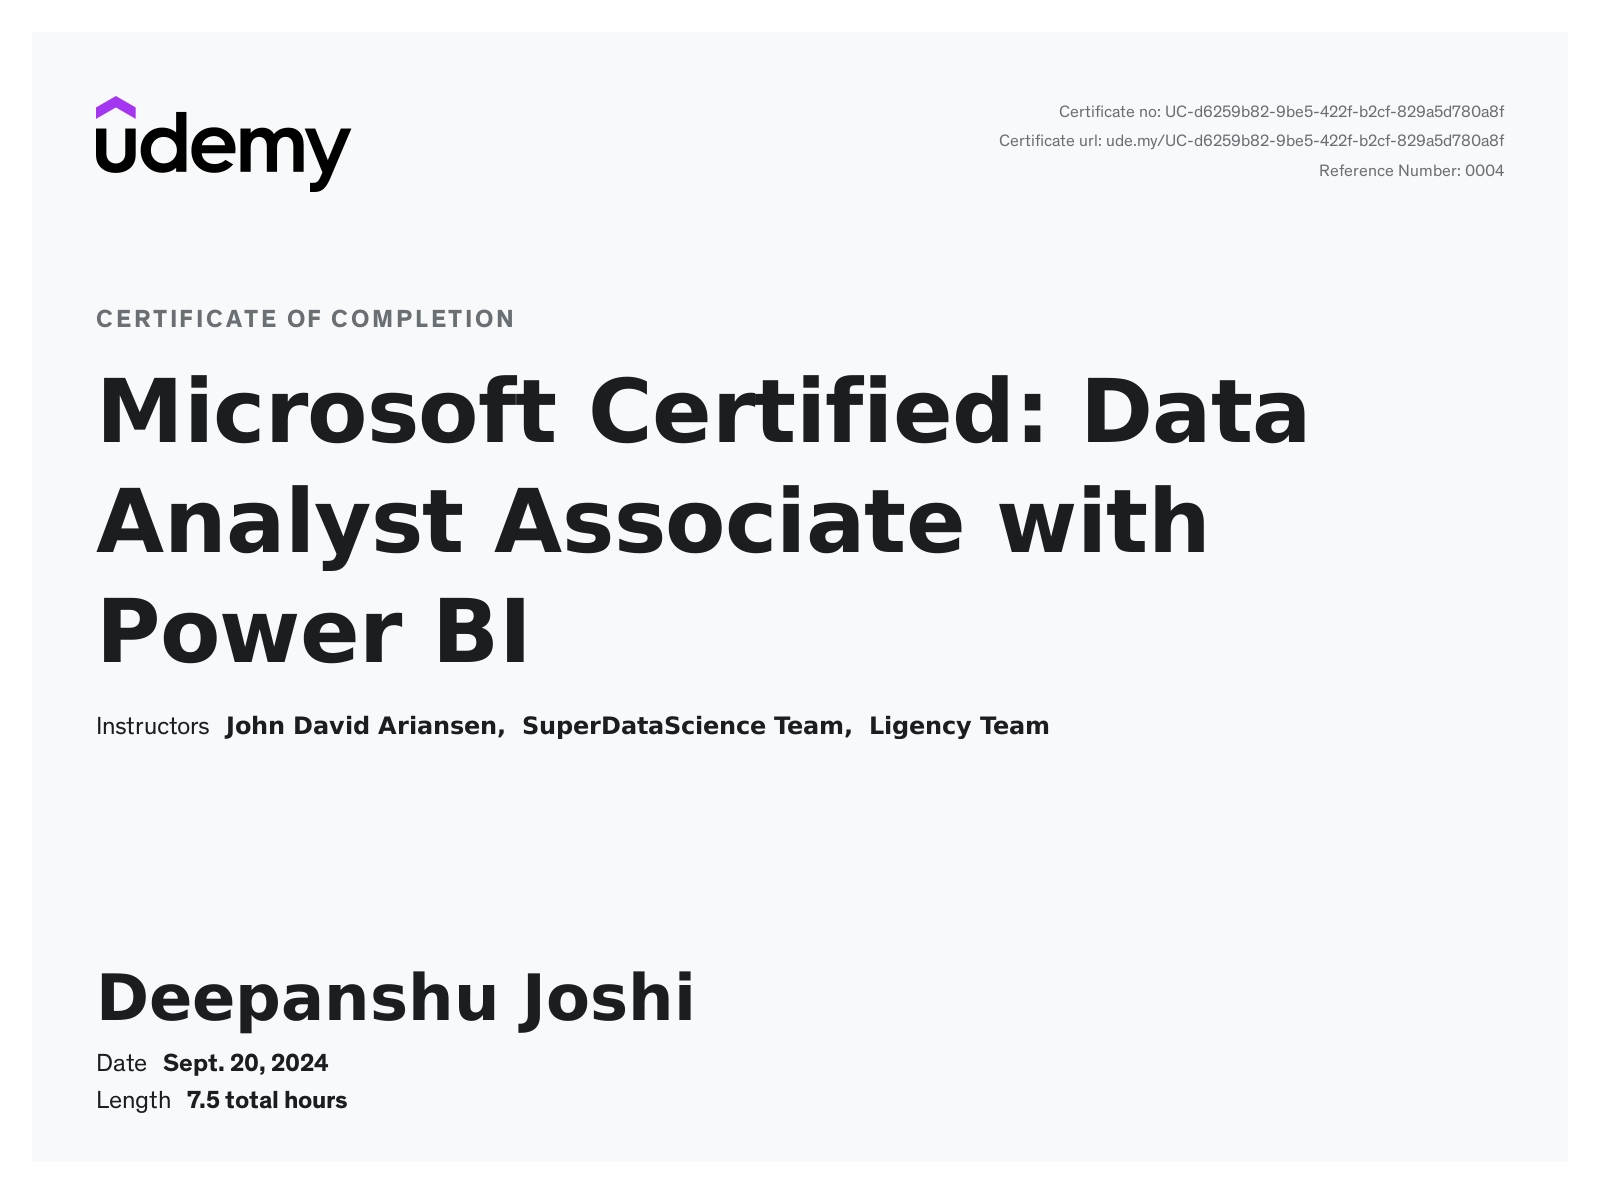 udemy
Certificate no: UC-d6259b82-9be5-422f-b2cf-829a5d780a8f
Certificate url: ude.my/UC-d6259b82-9be5-422f-b2cf-829a5d780a8f
Reference Number: 0004
CERTIFICATE OF COMPLETION
Microsoft Certified: Data
Analyst Associate with
Power BI
Instructors John David Ariansen, SuperDataScience Team, Ligency Team
Deepanshu Joshi
Date Sept. 20, 2024
Length 7.5 total hours